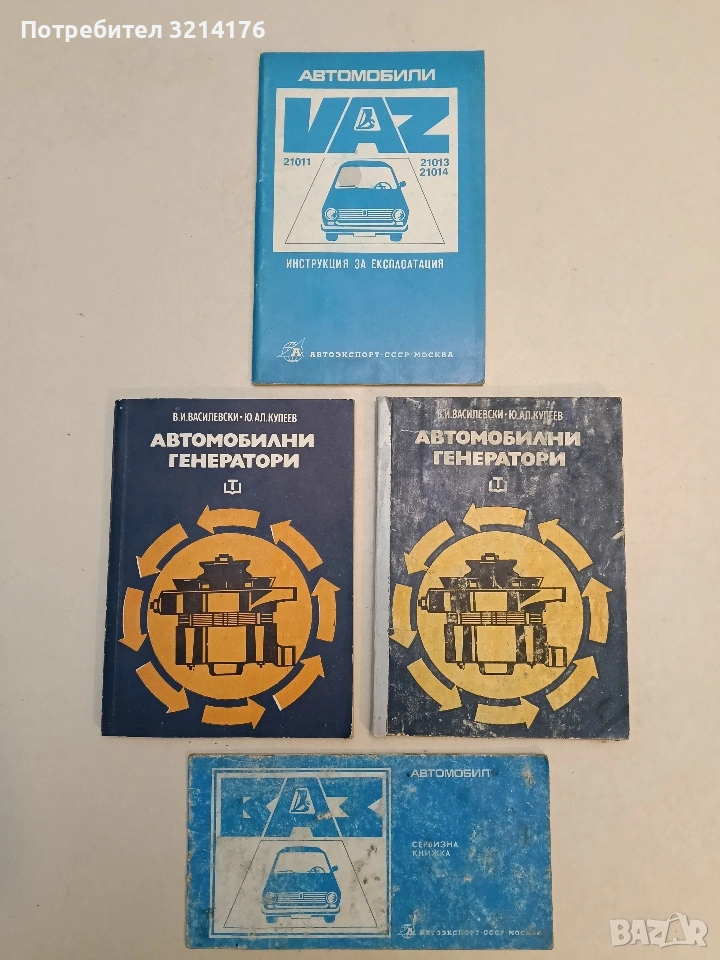 Потребител 3214176
АВТОМОБИЛИ
VAZ
21011
21013
21014
ИНСТРУКЦИЯ ЗА ЕКСПЛОАТАЦИЯ
АВТОЭКСПОРТ·СССР·МОСКВА
В.И.ВАСИЛЕВСКИ·Ю.АЛ.КУПЕЕВ
АВТОМОБИЛНИ
ГЕНЕРАТОРИ
Т
В.И.ВАСИЛЕВСКИ·Ю.АЛ.КУПЕЕВ
АВТОМОБИЛНИ
ГЕНЕРАТОРИ
Т
АВТОМОБИЛ
СЕРВИЗНА
КНИЖКА
АВТОЭКСПОРТ·СССР·МОСКВА
BAZAR